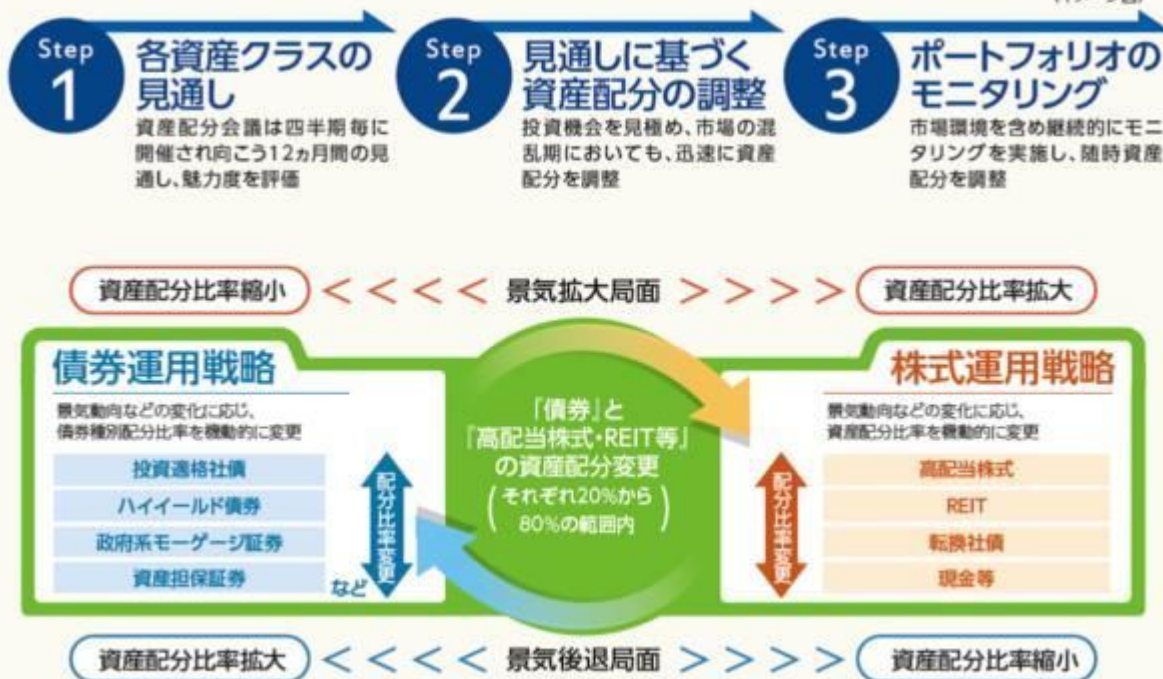 Step
1
各資産クラスの
見通し
資産配分会議は四半期毎に
開催され向こう12ヵ月間の見
通し、魅力度を評価
Step
2
見通しに基づく
資産配分の調整
投資機会を見極め、市場の混
乱期においても、迅速に資産
配分を調整
Step
3
ポートフォリオの
モニタリング
市場環境を含め継続的にモニ
タリングを実施し、随時資産
配分を調整
資産配分比率縮小 < < < < 景気拡大局面 > > > > 資産配分比率拡大
債券運用戦略
景気動向などの変化に応じ、
債券種別配分比率を機動的に変更
投資適格社債
ハイイールド債券
政府系モーゲージ証券
資産担保証券
など
配分比率変更
『債券』と
『高配当株式・REIT等』
の資産配分変更
(それぞれ20%から
80%の範囲内)
株式運用戦略
景気動向などの変化に応じ、
資産配分比率を機動的に変更
配分比率変更
高配当株式
REIT
転換社債
現金等
資産配分比率拡大 < < < < 景気後退局面 > > > > 資産配分比率縮小